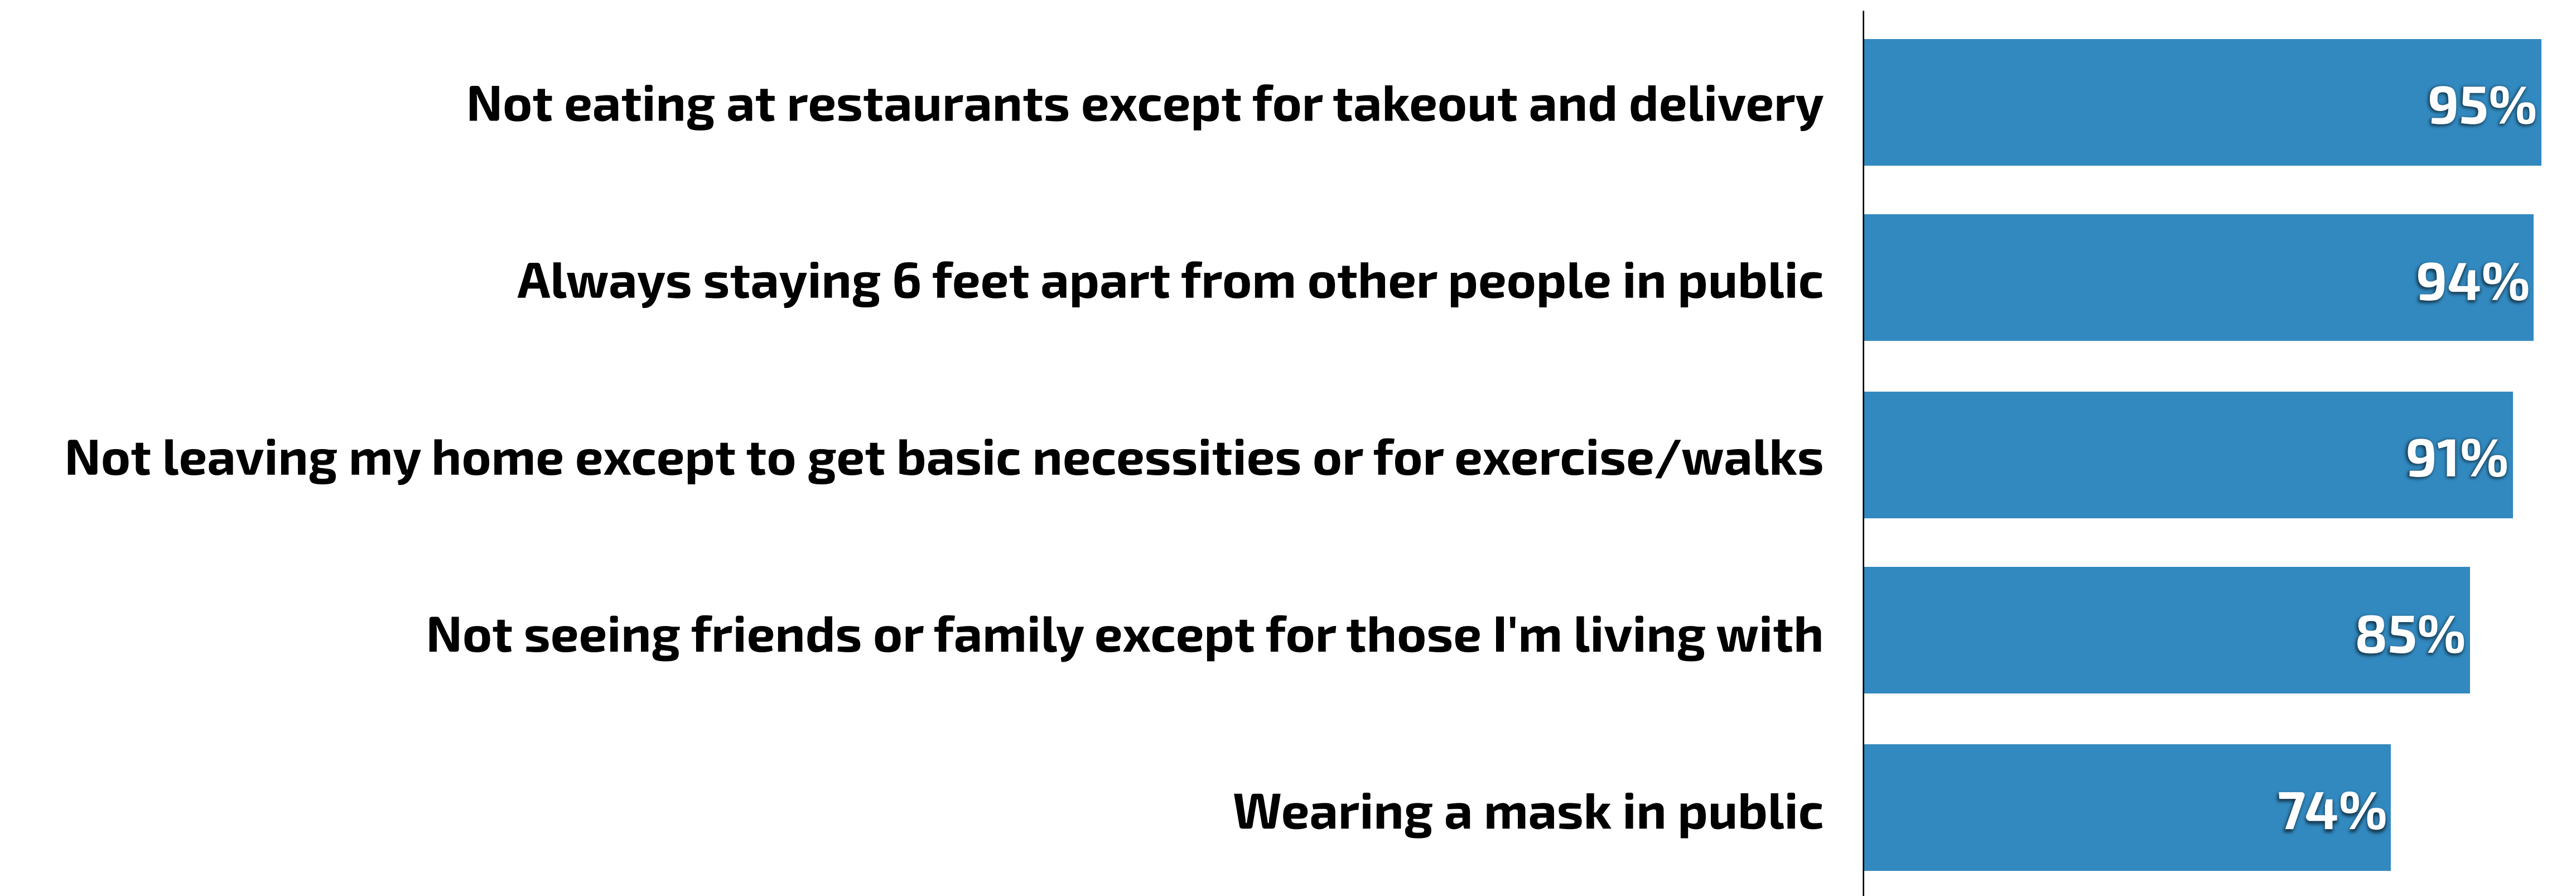 Not eating at restaurants except for takeout and delivery 95%
Always staying 6 feet apart from other people in public 94%
Not leaving my home except to get basic necessities or for exercise/walks 91%
Not seeing friends or family except for those I'm living with 85%
Wearing a mask in public 74%